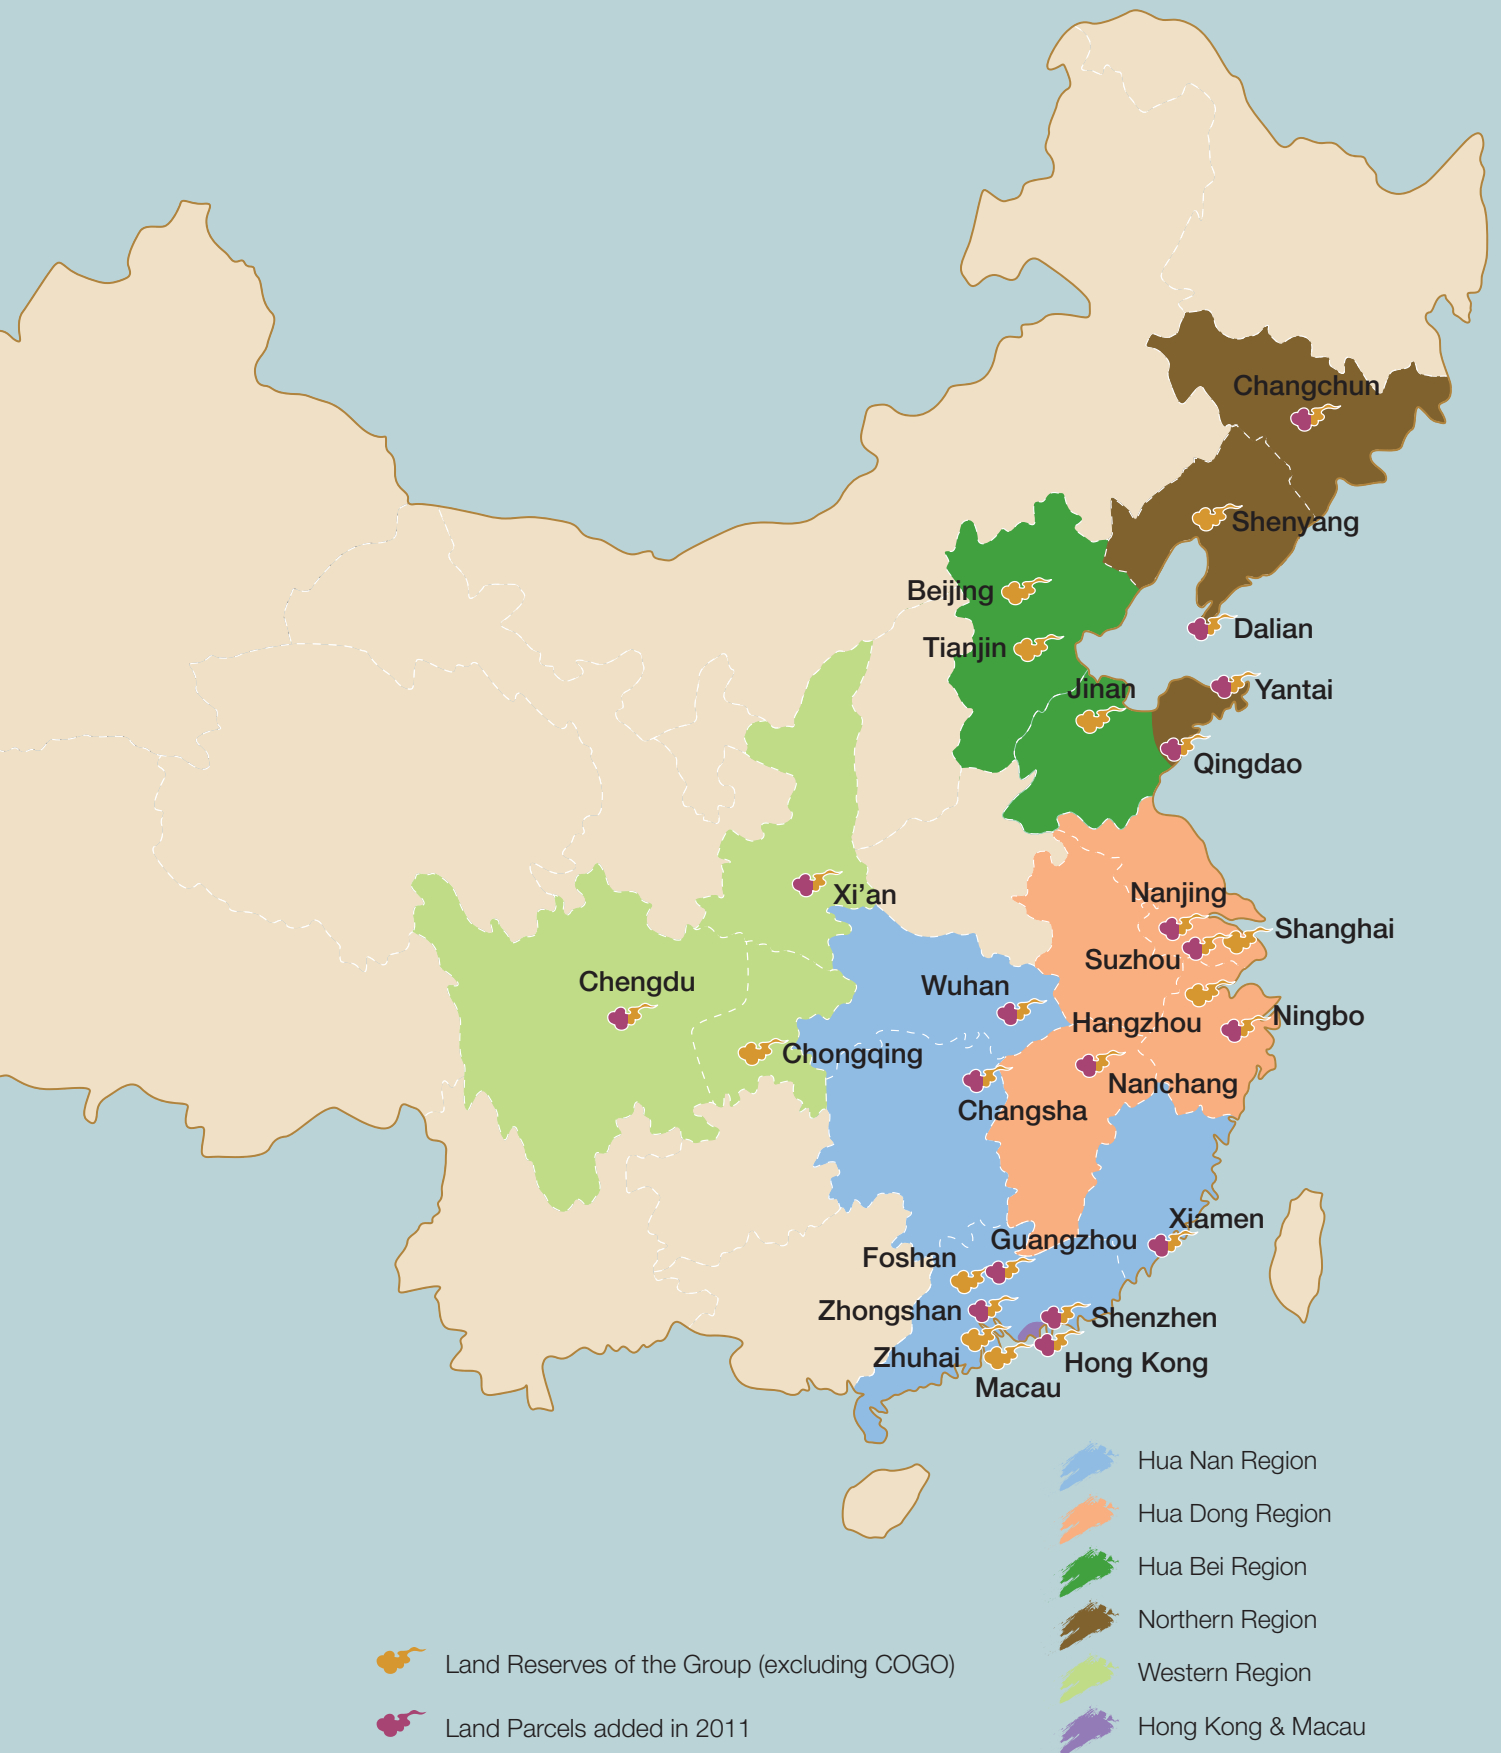 Changchun
Shenyang
Beijing
Dalian
Tianjin
Jinan
Yantai
Qingdao
Nanjing
Xi’an
Shanghai
Suzhou
Chengdu
Wuhan
Ningbo
Hangzhou
Chongqing
Nanchang
Changsha
Xiamen
Guangzhou
Foshan
Zhongshan
Shenzhen
Zhuhai
Hong Kong
Macau
Hua Nan Region
Hua Dong Region
Hua Bei Region
Northern Region
Western Region
Hong Kong & Macau
Land Reserves of the Group (excluding COGO)
Land Parcels added in 2011